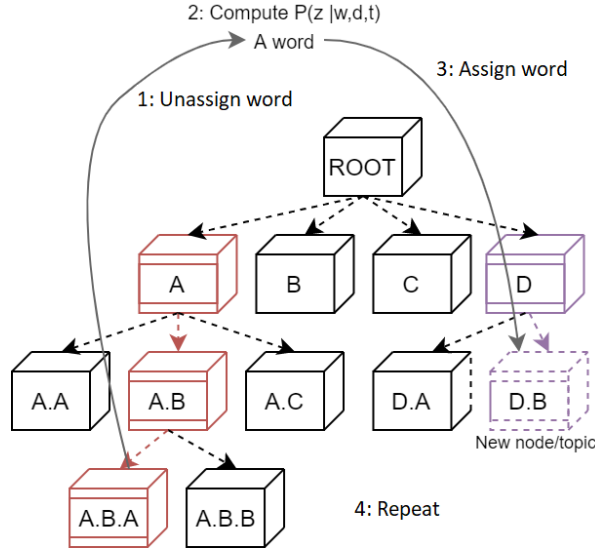 2: Compute P(z |w,d,t)
A word
3: Assign word
1: Unassign word
ROOT
A
B
C
D
A.A
A.B
A.C
D.A
D.B
New node/topic
A.B.A
A.B.B
4: Repeat